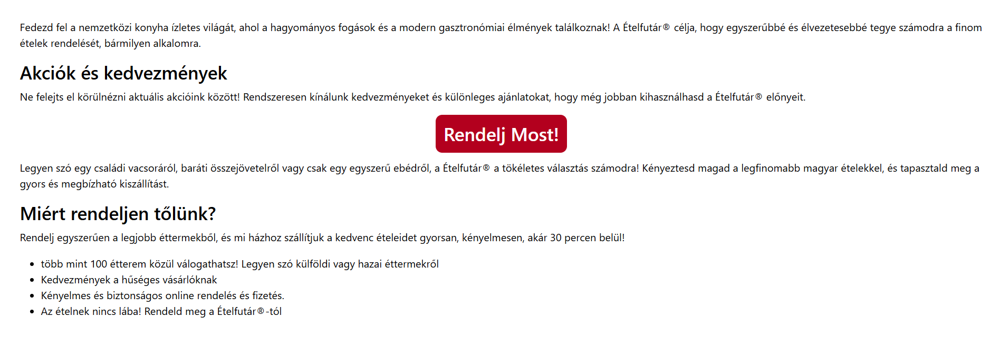 Fedezd fel a nemzetközi konyha ízletes világát, ahol a hagyományos fogások és a modern gasztronómiai élmények találkoznak! A Ételfutár® célja, hogy egyszerűbbé és élvezetesebbé tegye számodra a finom
ételek rendelését, bármilyen alkalomra.
Akciók és kedvezmények
Ne felejts el körülnézni aktuális akcióink között! Rendszeresen kínálunk kedvezményeket és különleges ajánlatokat, hogy még jobban kihasználhasd a Ételfutár® előnyeit.
Rendelj Most!
Legyen szó egy családi vacsoráról, baráti összejövetelről vagy csak egy egyszerű ebédről, a Ételfutár® a tökéletes választás számodra! Kényeztesd magad a legfinomabb magyar ételekkel, és tapasztald meg a
gyors és megbízható kiszállítást.
Miért rendeljen tőlünk?
Rendelj egyszerűen a legjobb éttermekből, és mi házhoz szállítjuk a kedvenc ételeidet gyorsan, kényelmesen, akár 30 percen belül!
• több mint 100 étterem közül válogathatsz! Legyen szó külföldi vagy hazai éttermekről
• Kedvezmények a hűséges vásárlóknak
• Kényelmes és biztonságos online rendelés és fizetés.
• Az ételnek nincs lába! Rendeld meg a Ételfutár®-tól